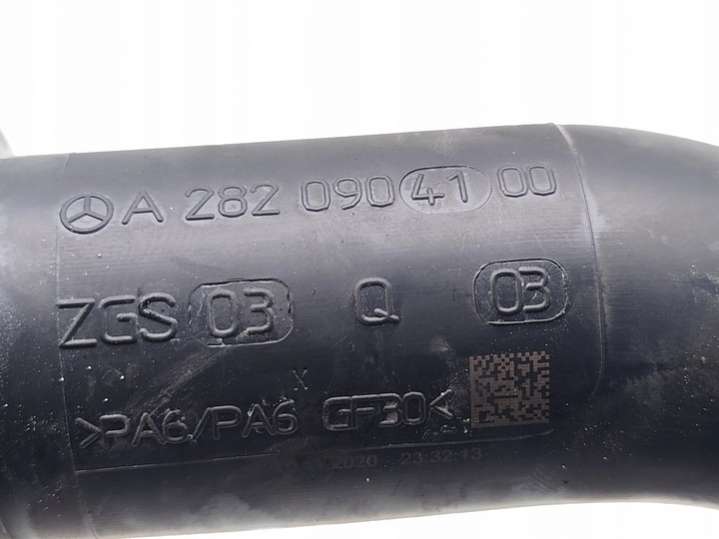 A 282 090 41 00
ZGS 03 Q 03
x
>PA6/PA6 GF30<
2020 23:32:13